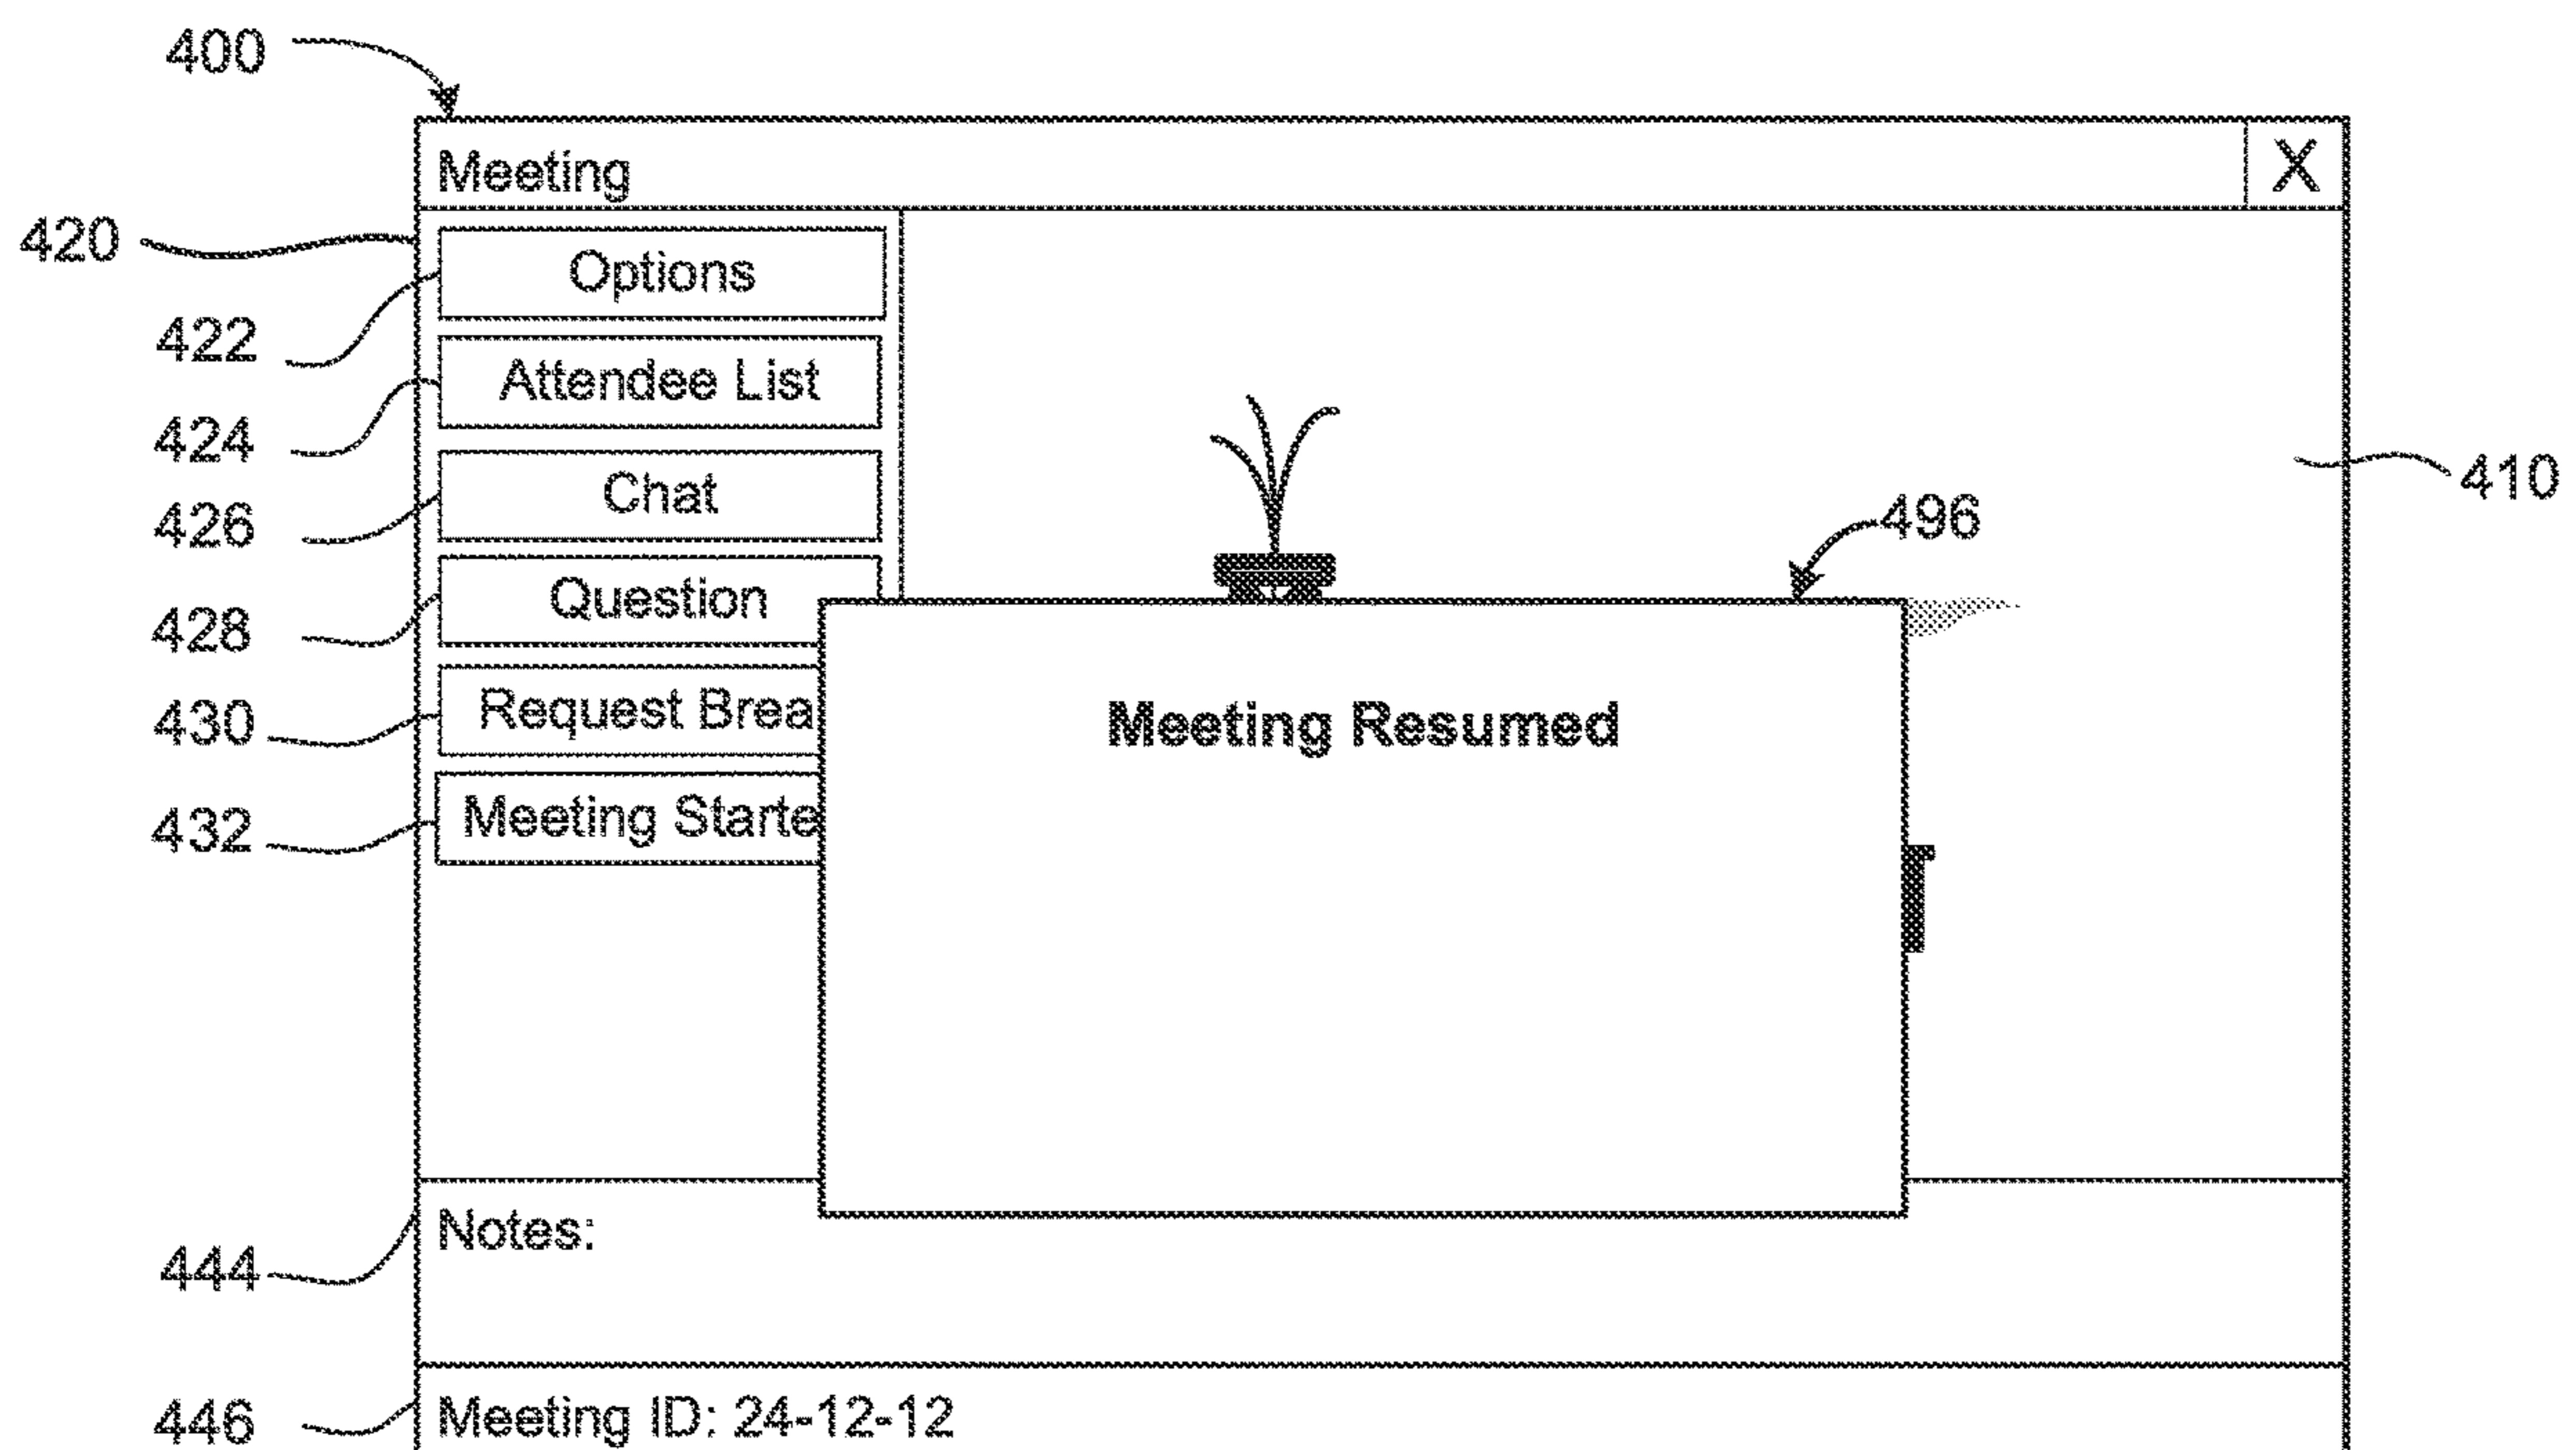 400
Meeting X
420
Options
422
Attendee List
424
Chat
426
410
496
Question
428
Request Brea
430
Meeting Resumed
Meeting Starte
432
Notes:
444
Meeting ID: 24-12-12
446